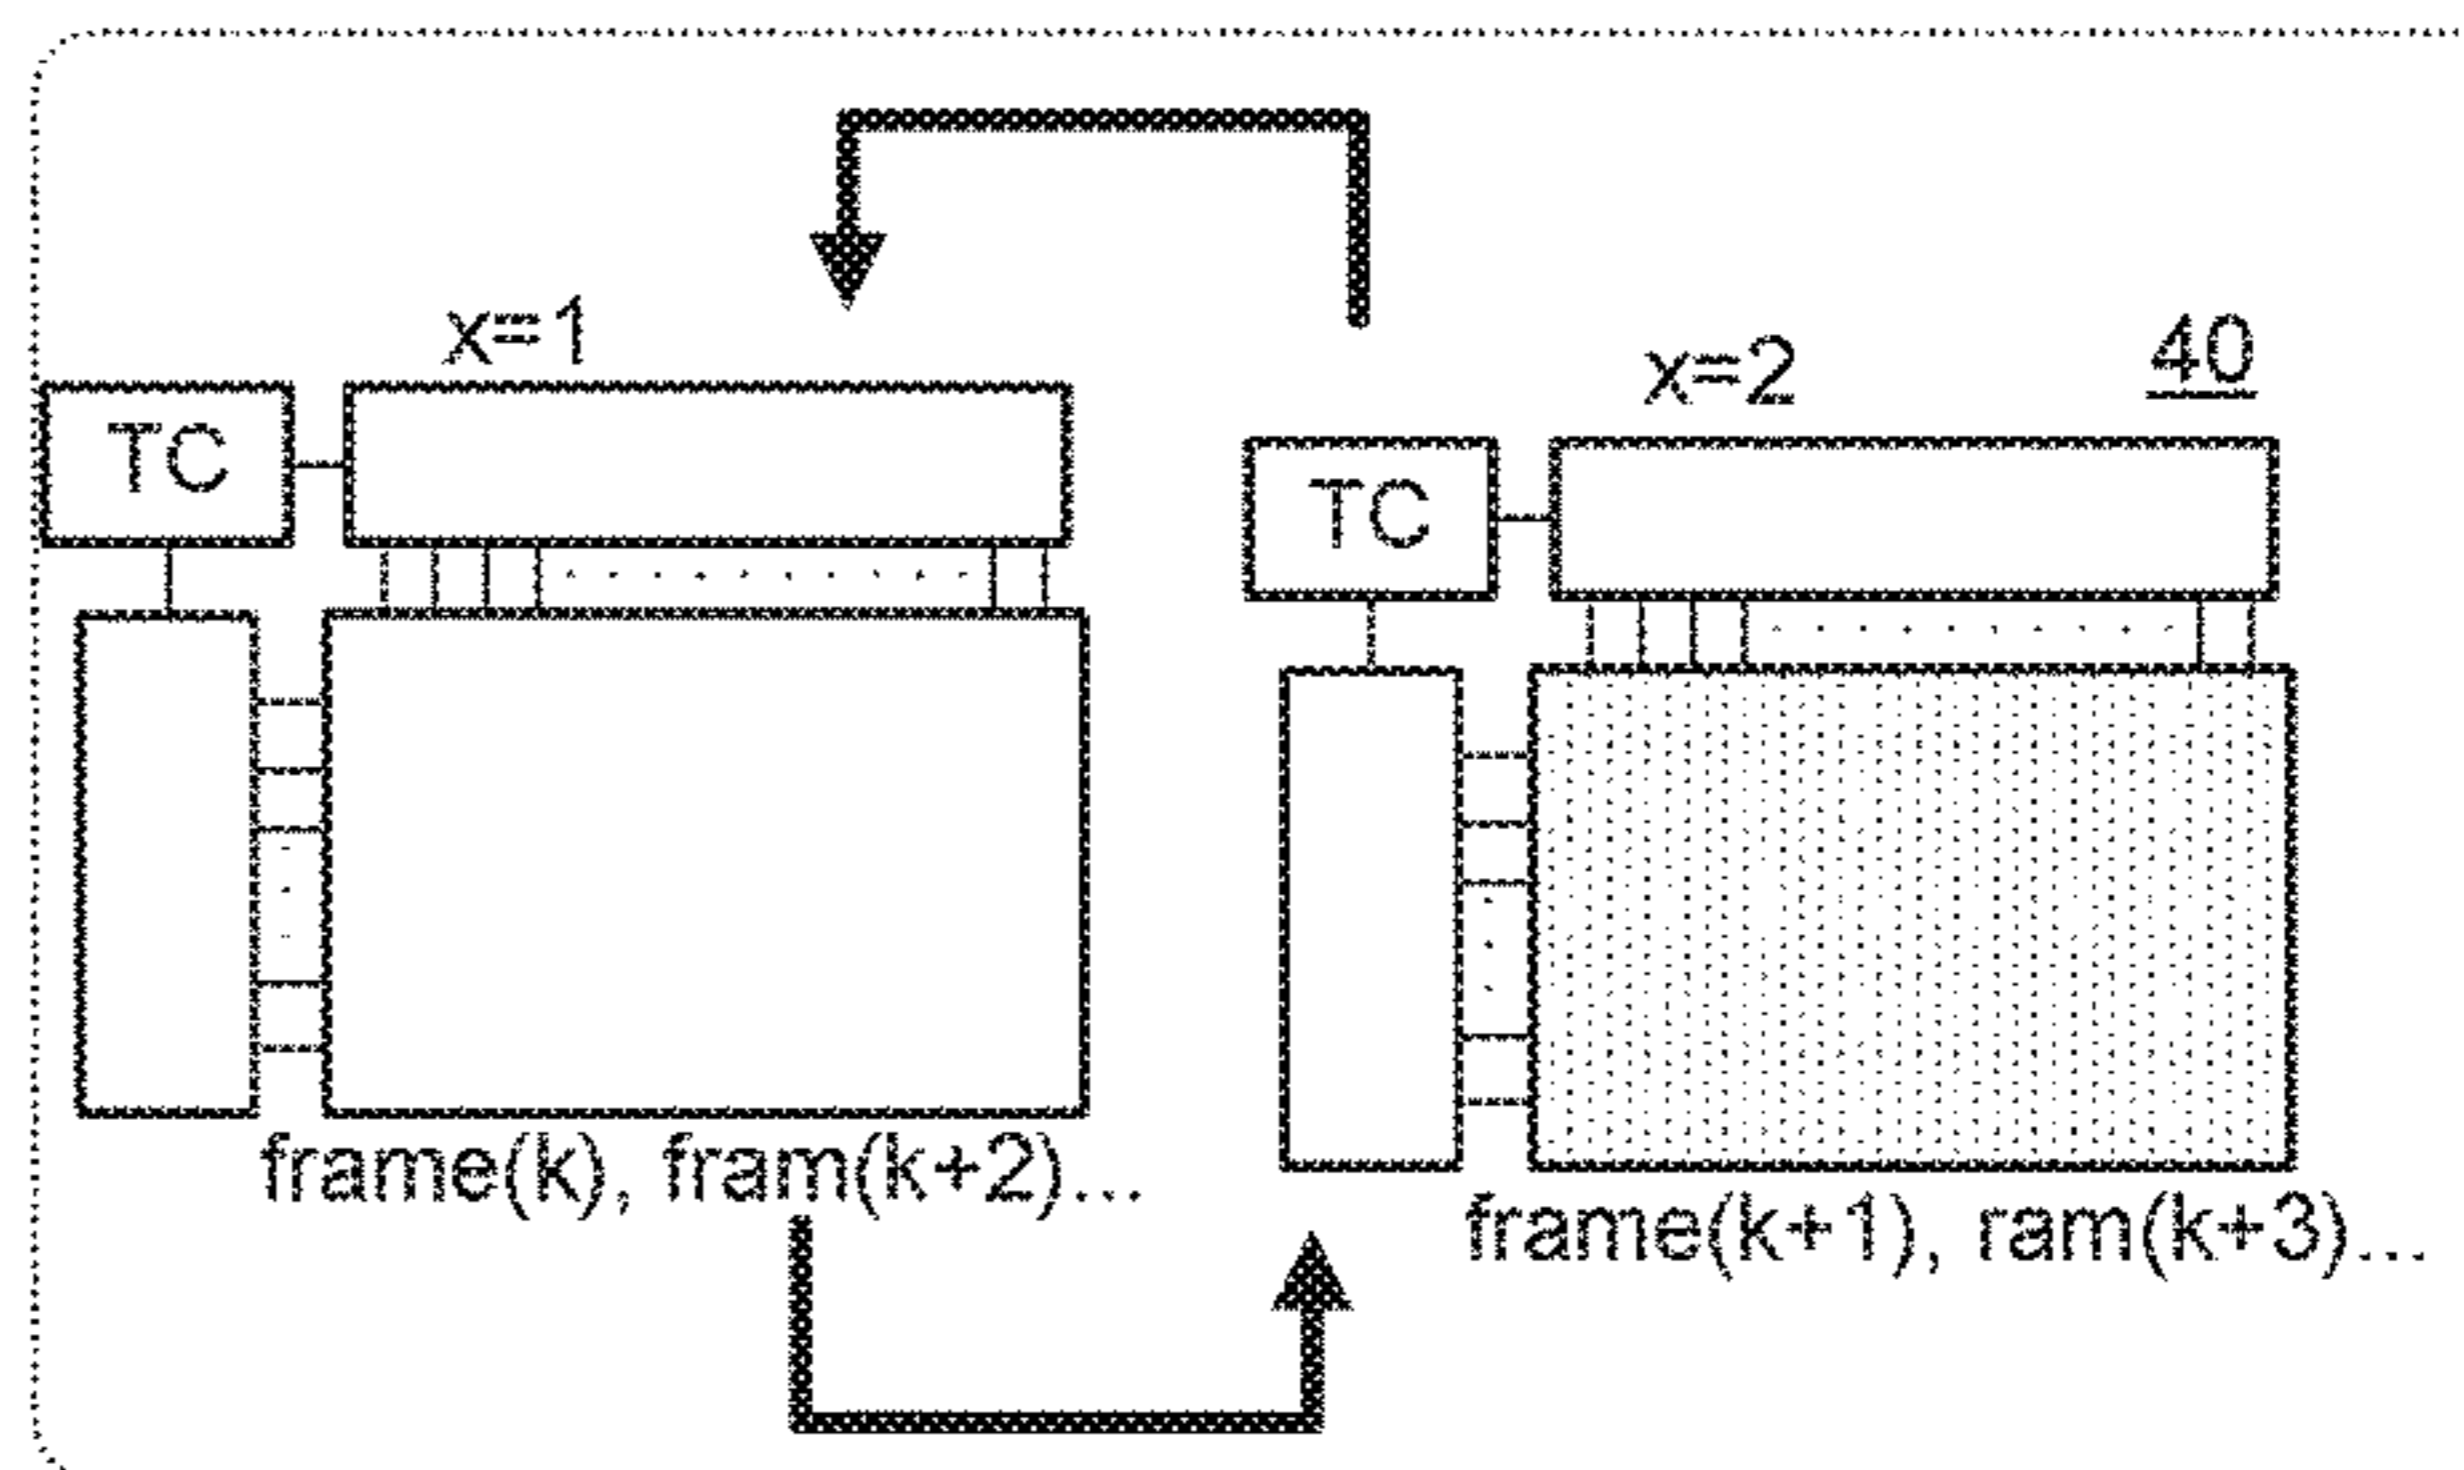 x=1
x=2
40
TC
TC
frame(k), fram(k+2)...
frame(k+1), ram(k+3)...